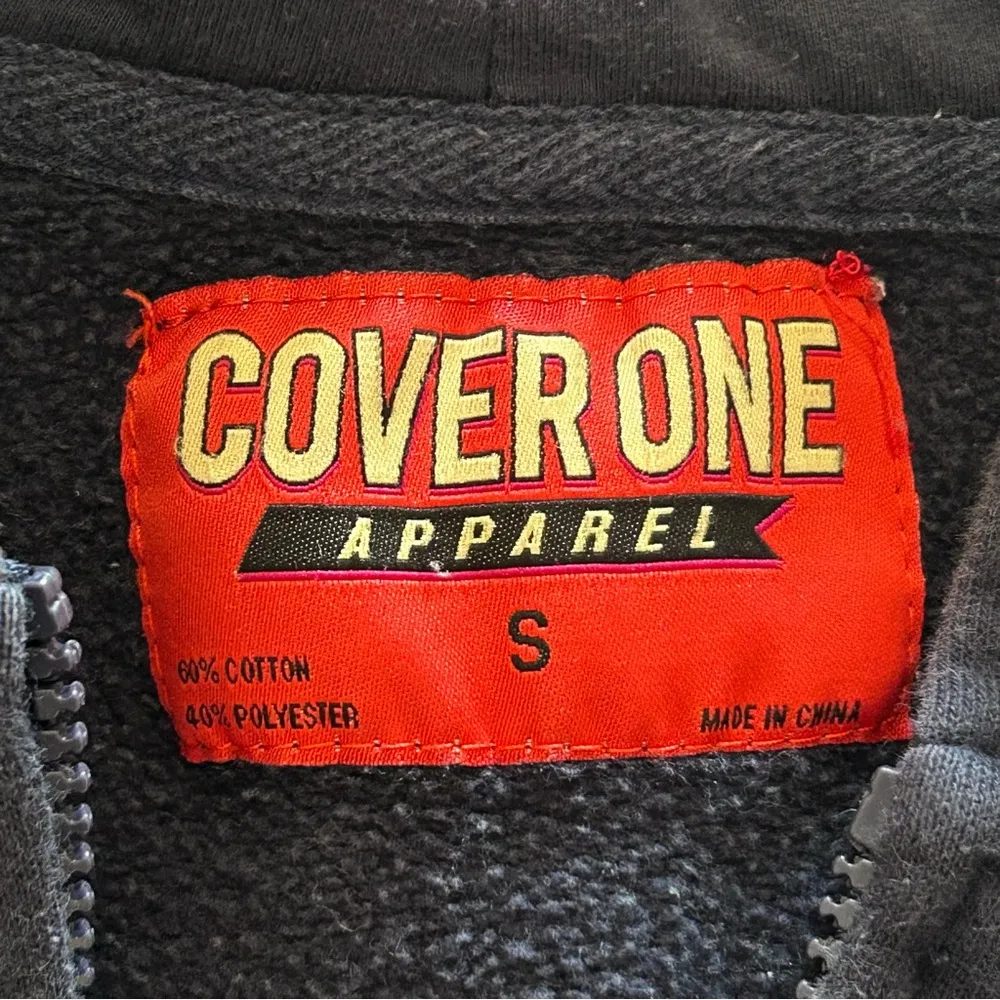 COVER ONE
APPAREL
S
60% COTTON
40% POLYESTER
MADE IN CHINA